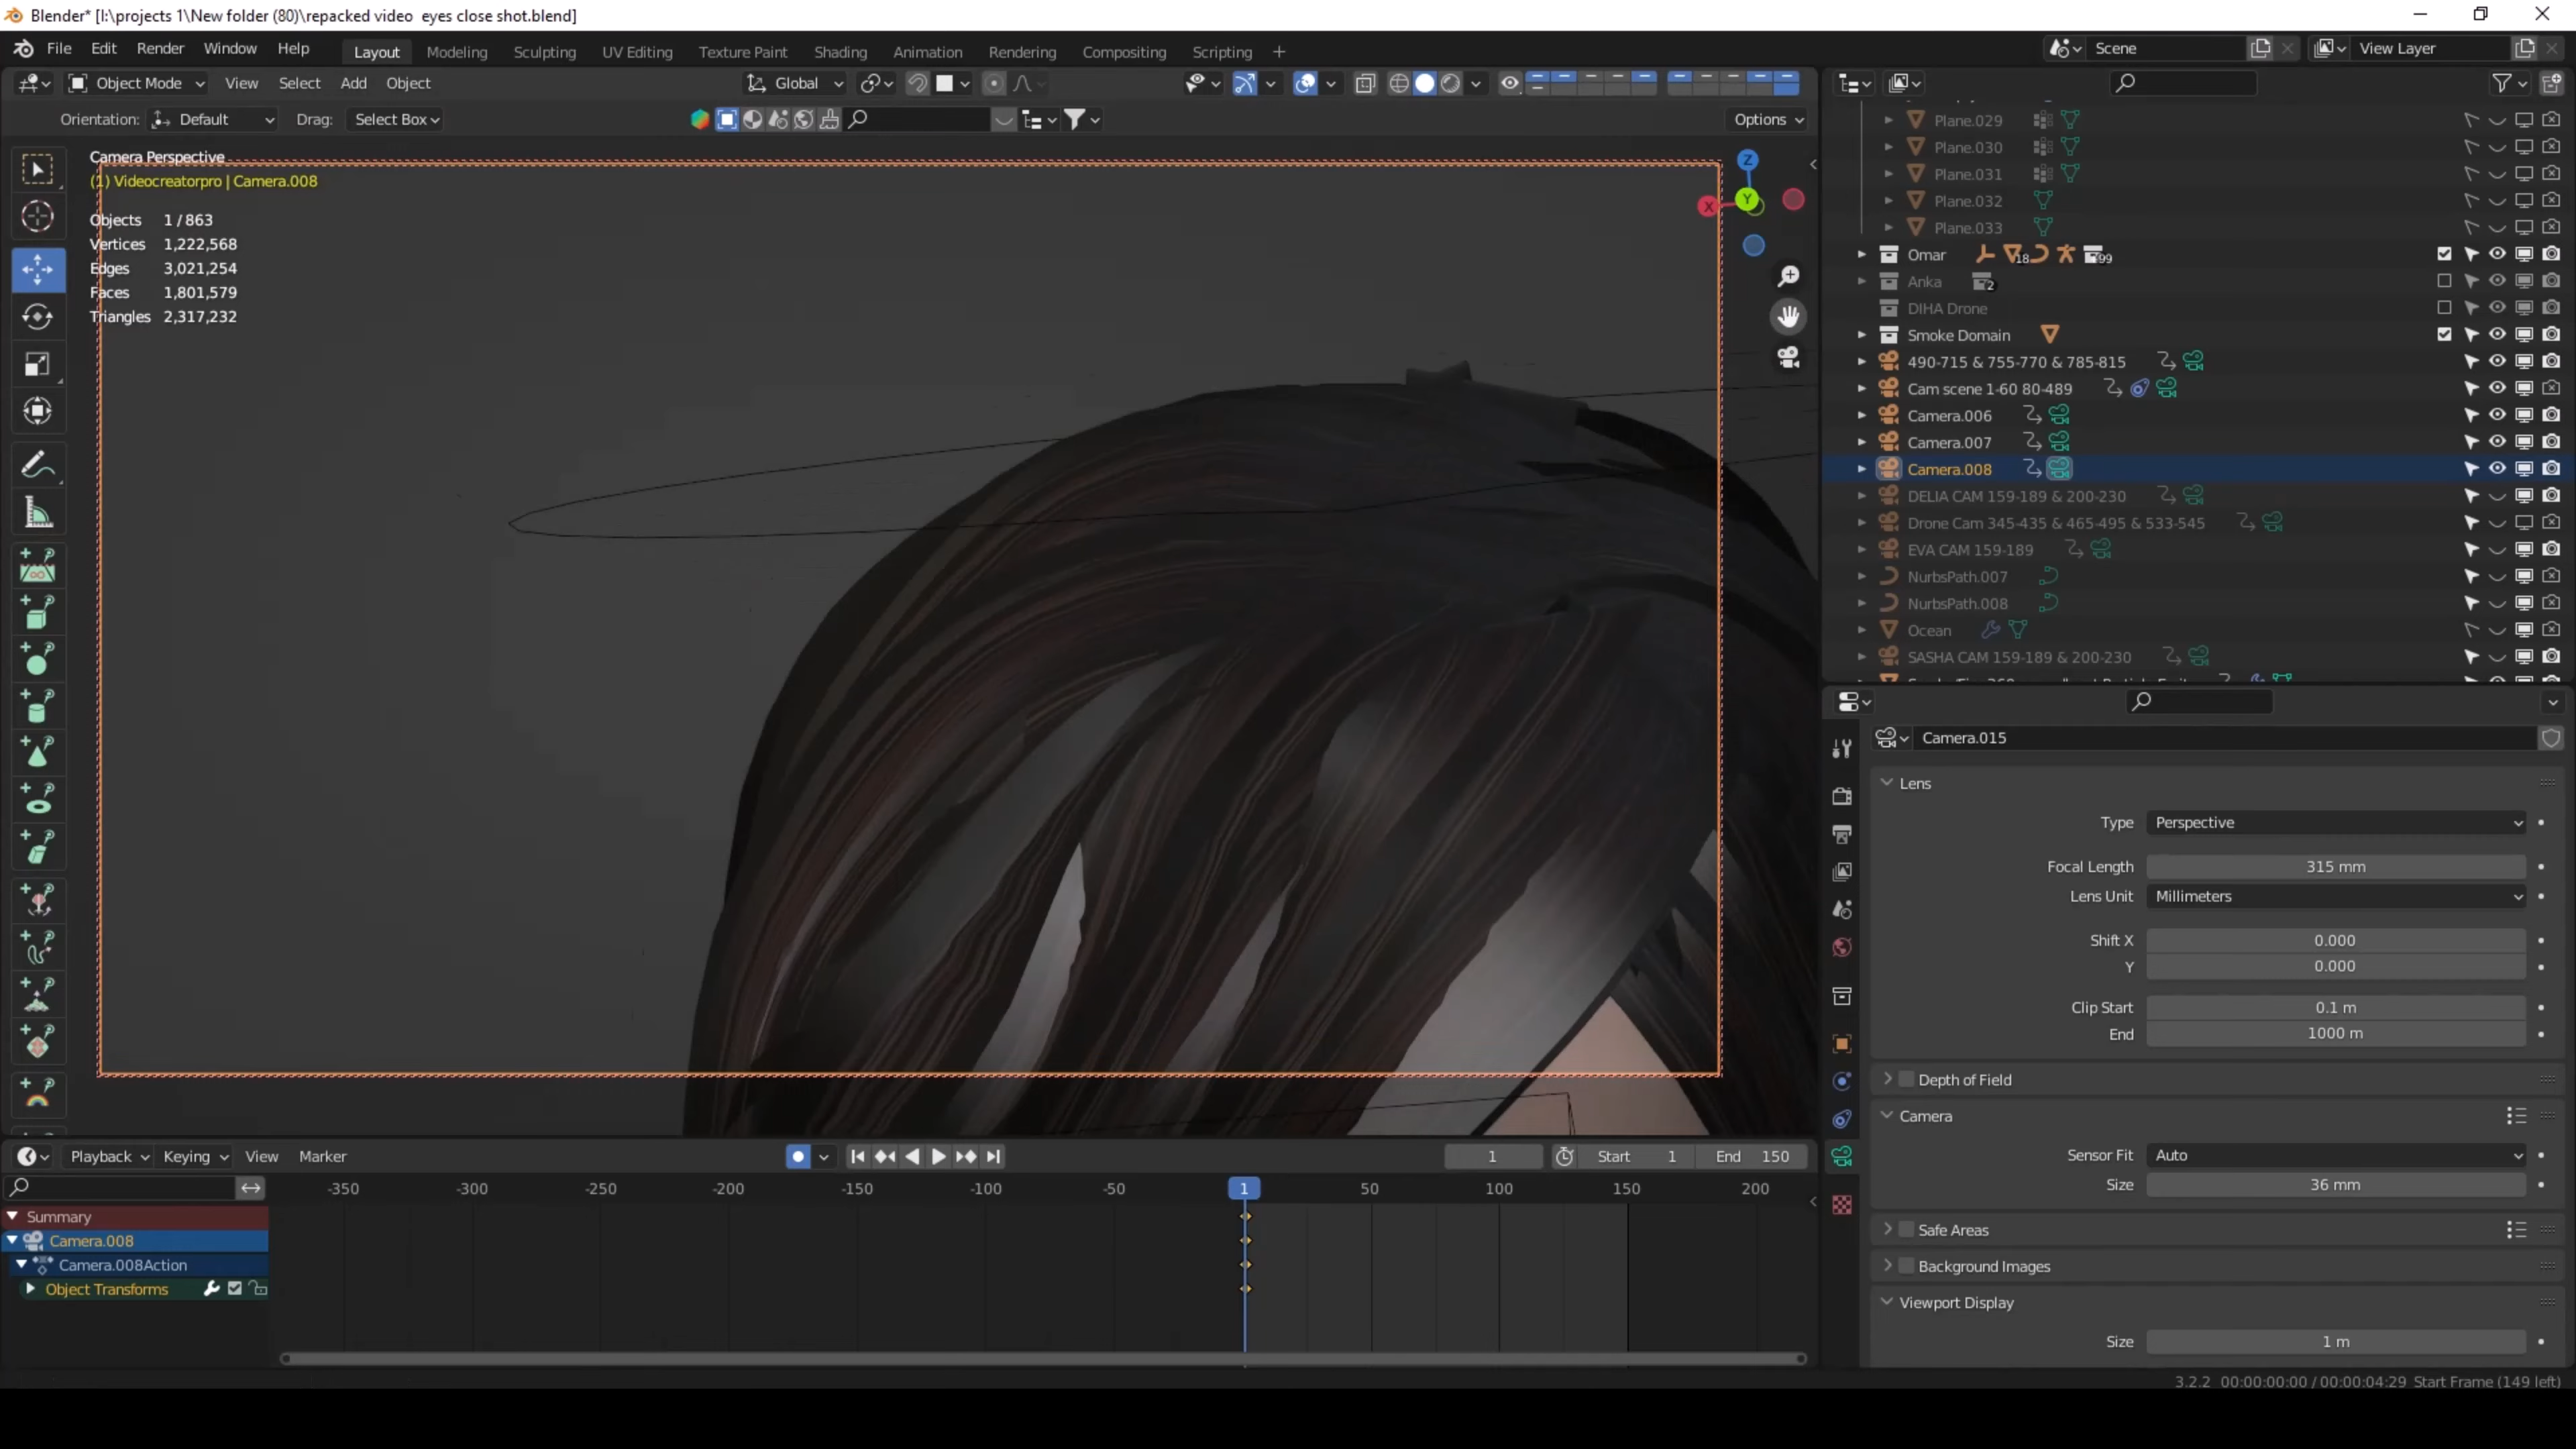 Blender* [I:\projects 1\New folder (80)\repacked video  eyes close shot.blend]
File Edit Render Window Help Layout Modeling Sculpting UV Editing Texture Paint Shading Animation Rendering Compositing Scripting + Scene View Layer
Object Mode View Select Add Object Global
Orientation: Default Drag: Select Box Options
Camera Perspective
(1) Videocreatorpro | Camera.008
Objects 1 / 863
Vertices 1,222,568
Edges 3,021,254
Faces 1,801,579
Triangles 2,317,232
Z
Y
X
Plane.029
Plane.030
Plane.031
Plane.032
Plane.033
Omar 18 99
Anka 2
DIHA Drone
Smoke Domain
490-715 & 755-770 & 785-815
Cam scene 1-60 80-489
Camera.006
Camera.007
Camera.008
DELIA CAM 159-189 & 200-230
Drone Cam 345-435 & 465-495 & 533-545
EVA CAM 159-189
NurbsPath.007
NurbsPath.008
Ocean
SASHA CAM 159-189 & 200-230
Camera.015
Lens
Type Perspective
Focal Length 315 mm
Lens Unit Millimeters
Shift X 0.000
Y 0.000
Clip Start 0.1 m
End 1000 m
Depth of Field
Camera
Sensor Fit Auto
Size 36 mm
Safe Areas
Background Images
Viewport Display
Size 1 m
Playback Keying View Marker 1 Start 1 End 150
-350 -300 -250 -200 -150 -100 -50 1 50 100 150 200
Summary
Camera.008
Camera.008Action
Object Transforms
3.2.2 00:00:00:00 / 00:00:04:29 Start Frame (149 left)